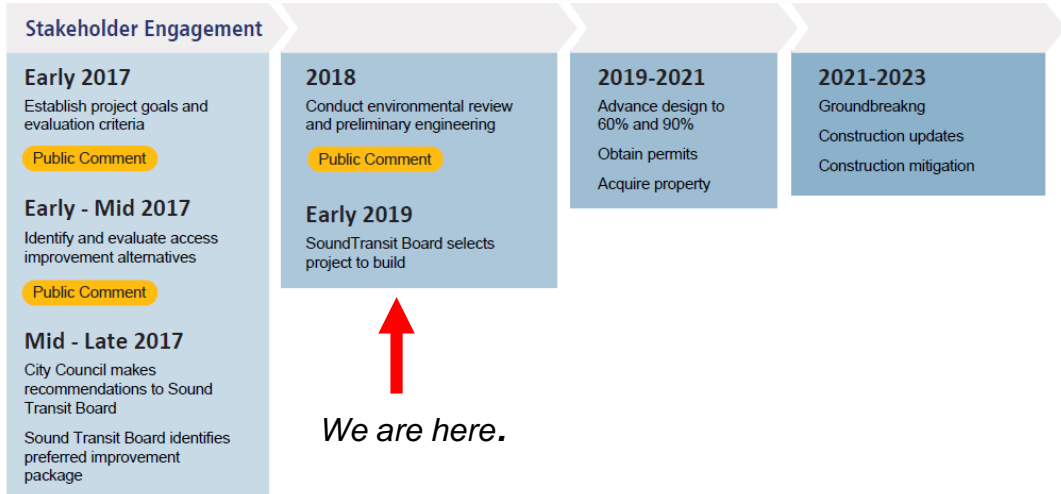 Stakeholder Engagement
Early 2017
Establish project goals and
evaluation criteria
Public Comment
Early - Mid 2017
Identify and evaluate access
improvement alternatives
Public Comment
Mid - Late 2017
City Council makes
recommendations to Sound
Transit Board
Sound Transit Board identifies
preferred improvement
package
2018
Conduct environmental review
and preliminary engineering
Public Comment
Early 2019
SoundTransit Board selects
project to build
We are here.
2019-2021
Advance design to
60% and 90%
Obtain permits
Acquire property
2021-2023
Groundbreakng
Construction updates
Construction mitigation